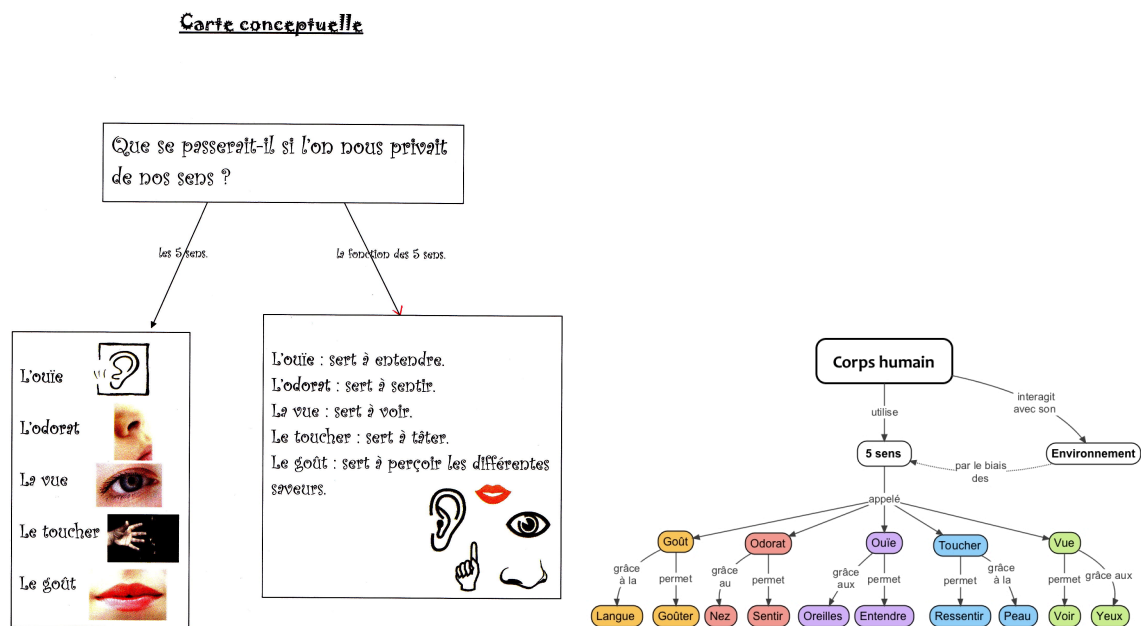 Carte conceptuelle
Que se passerait-il si l'on nous privait
de nos sens ?
les 5 sens.
la fonction des 5 sens.
L'ouïe
L'odorat
La vue
Le toucher
Le goût
L'ouïe : sert à entendre.
L'odorat : sert à sentir.
La vue : sert à voir.
Le toucher : sert à tâter.
Le goût : sert à perçoir les différentes
saveurs.
Corps humain
utilise
interagit
avec son
5 sens
Environnement
par le biais
des
appelé
Goût
Odorat
Ouïe
Toucher
Vue
grâce
à la
permet
grâce
au
permet
grâce
aux
permet
permet
grâce
à la
permet
grâce aux
Langue
Goûter
Nez
Sentir
Oreilles
Entendre
Ressentir
Peau
Voir
Yeux